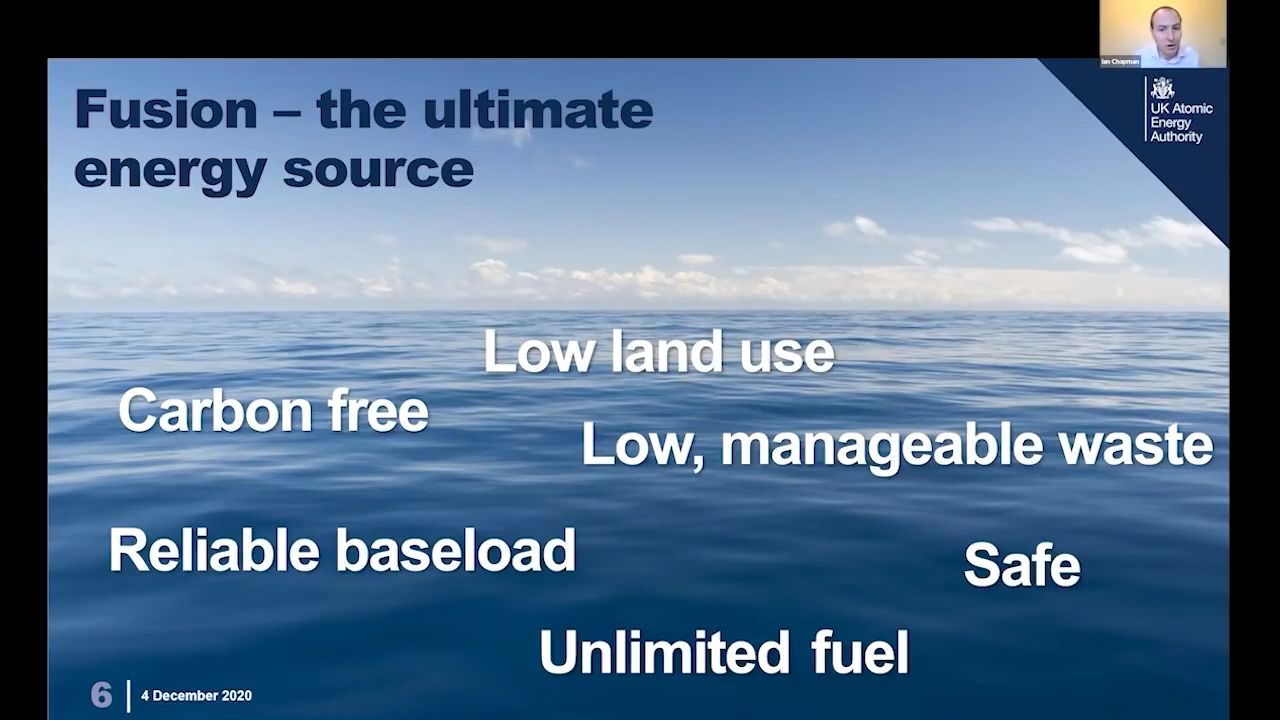 Ian Chapman
Fusion – the ultimate
energy source
UK Atomic
Energy
Authority
Low land use
Carbon free
Low, manageable waste
Reliable baseload
Safe
Unlimited fuel
6
4 December 2020